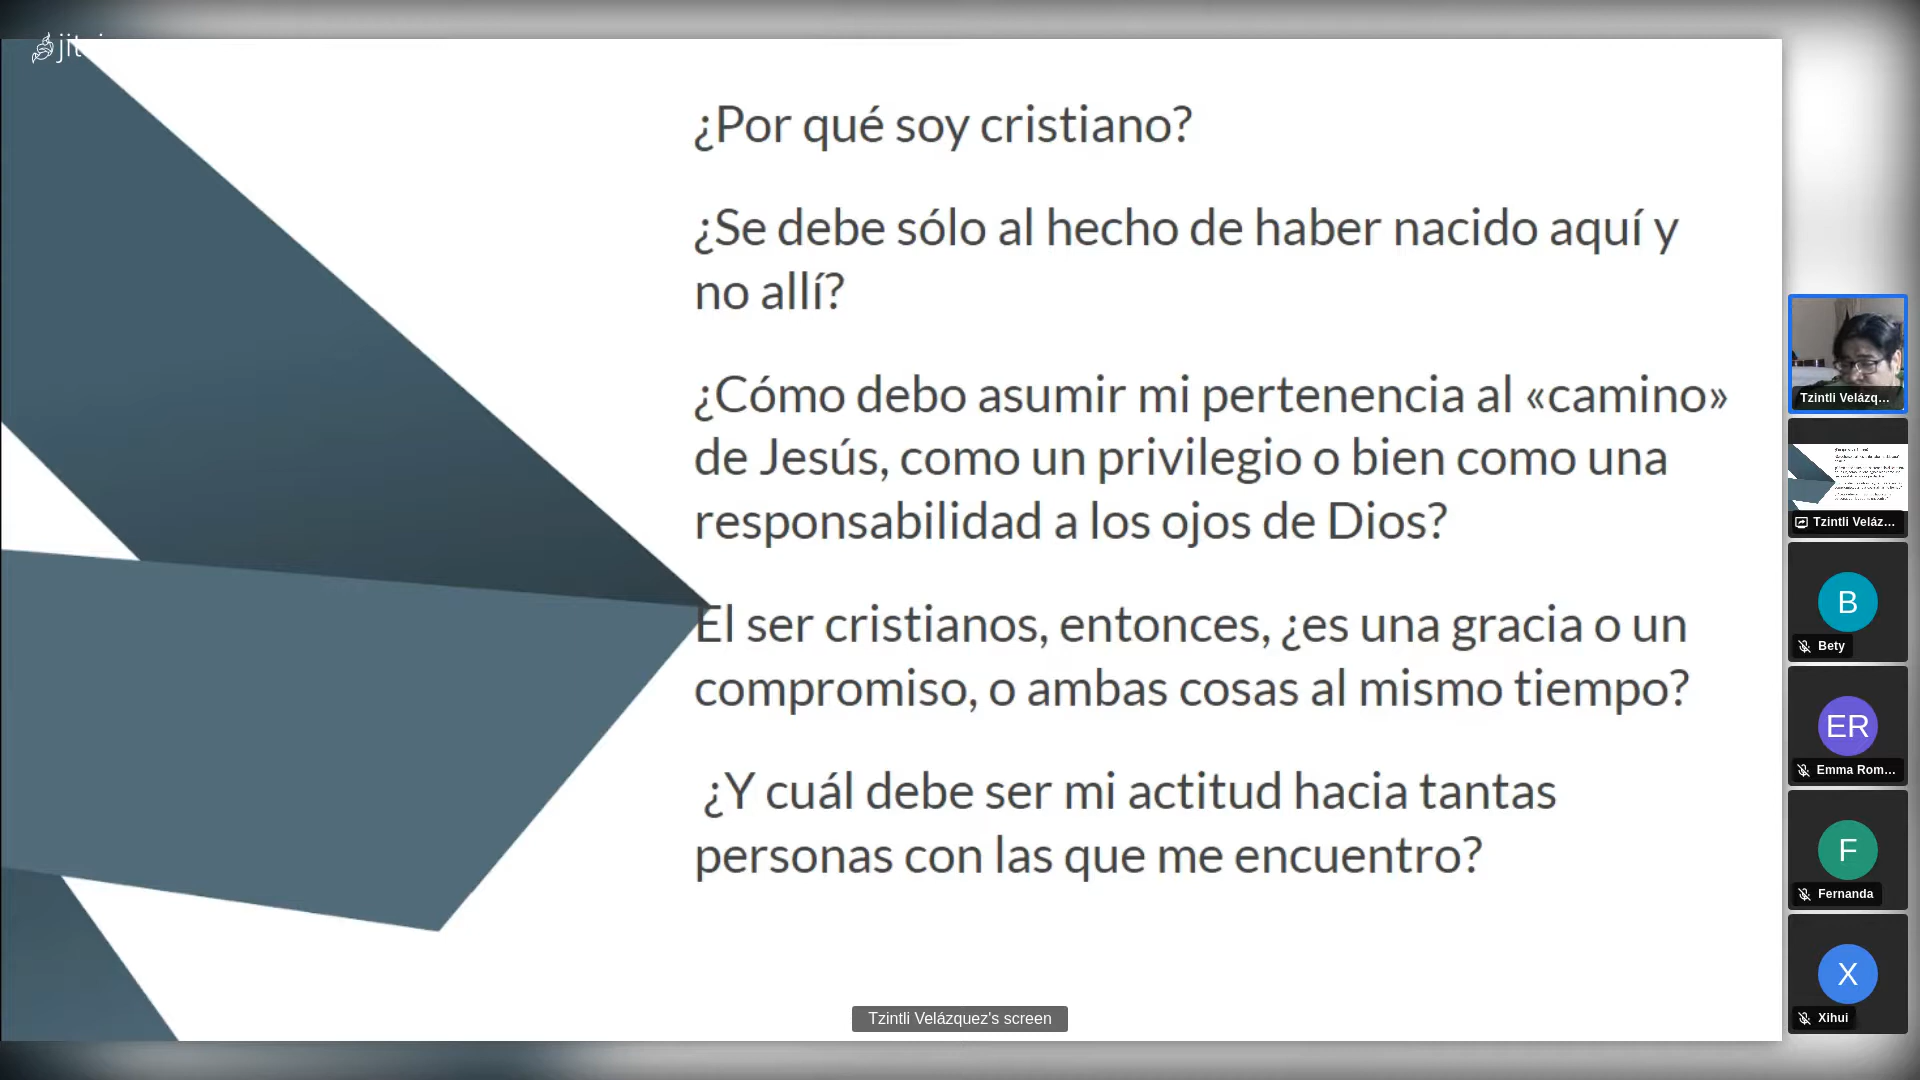 ¿Por qué soy cristiano?
¿Se debe sólo al hecho de haber nacido aquí y
no allí?
¿Cómo debo asumir mi pertenencia al «camino»
de Jesús, como un privilegio o bien como una
responsabilidad a los ojos de Dios?
El ser cristianos, entonces, ¿es una gracia o un
compromiso, o ambas cosas al mismo tiempo?
¿Y cuál debe ser mi actitud hacia tantas
personas con las que me encuentro?
Tzintli Velázquez's screen
Tzintli Velázq...
Tzintli Veláz...
B
Bety
ER
Emma Rom...
F
Fernanda
X
Xihui